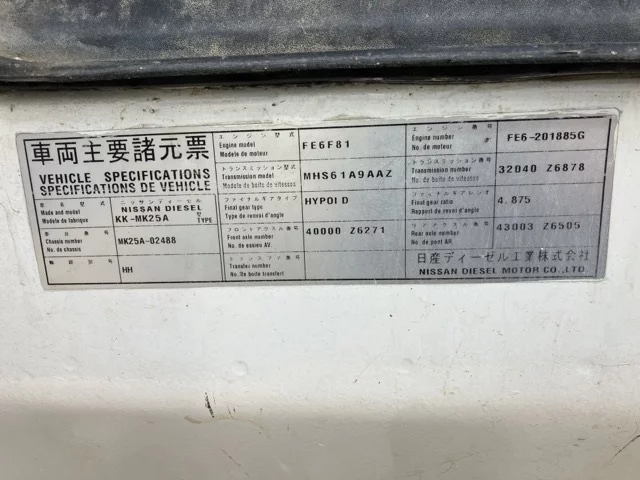 車両主要諸元票
VEHICLE SPECIFICATIONS
SPECIFICATIONS DE VEHICLE
車名及び型式
Made and model
Modele de fabrique
ニッサンディーゼル
NISSAN DIESEL
KK-MK25A 型
TYPE
車台番号
Chassis number
No. de chassis
MK25A-02488
HH
エンジン型式
Engine model
Modele de moteur
FE6F81
トランスミッション型式
Transmission model
Modele de boite de vitesses
MHS61A9AAZ
ファイナルギアタイプ
Final gear type
Type de revoer d'angle
HYPOID
フロントアクスル番号
Front axle number
No. de essieu AV.
40000 Z6271
トランスファ番号
Transfer number
No. de boite transfert
エンジン番号
Engine number
No. de moteur
FE6-201885G
トランスミッション番号
Transmission number
No. de boite de vitesses
32040 Z6878
ファイナルギアレシオ
Final gear ratio
Rapport de revoer d'angle
4.875
リアアクスル番号
Rear axle number
No. de pont AR.
43003 Z6505
日産ディーゼル工業株式会社
NISSAN DIESEL MOTOR CO.,LTD.